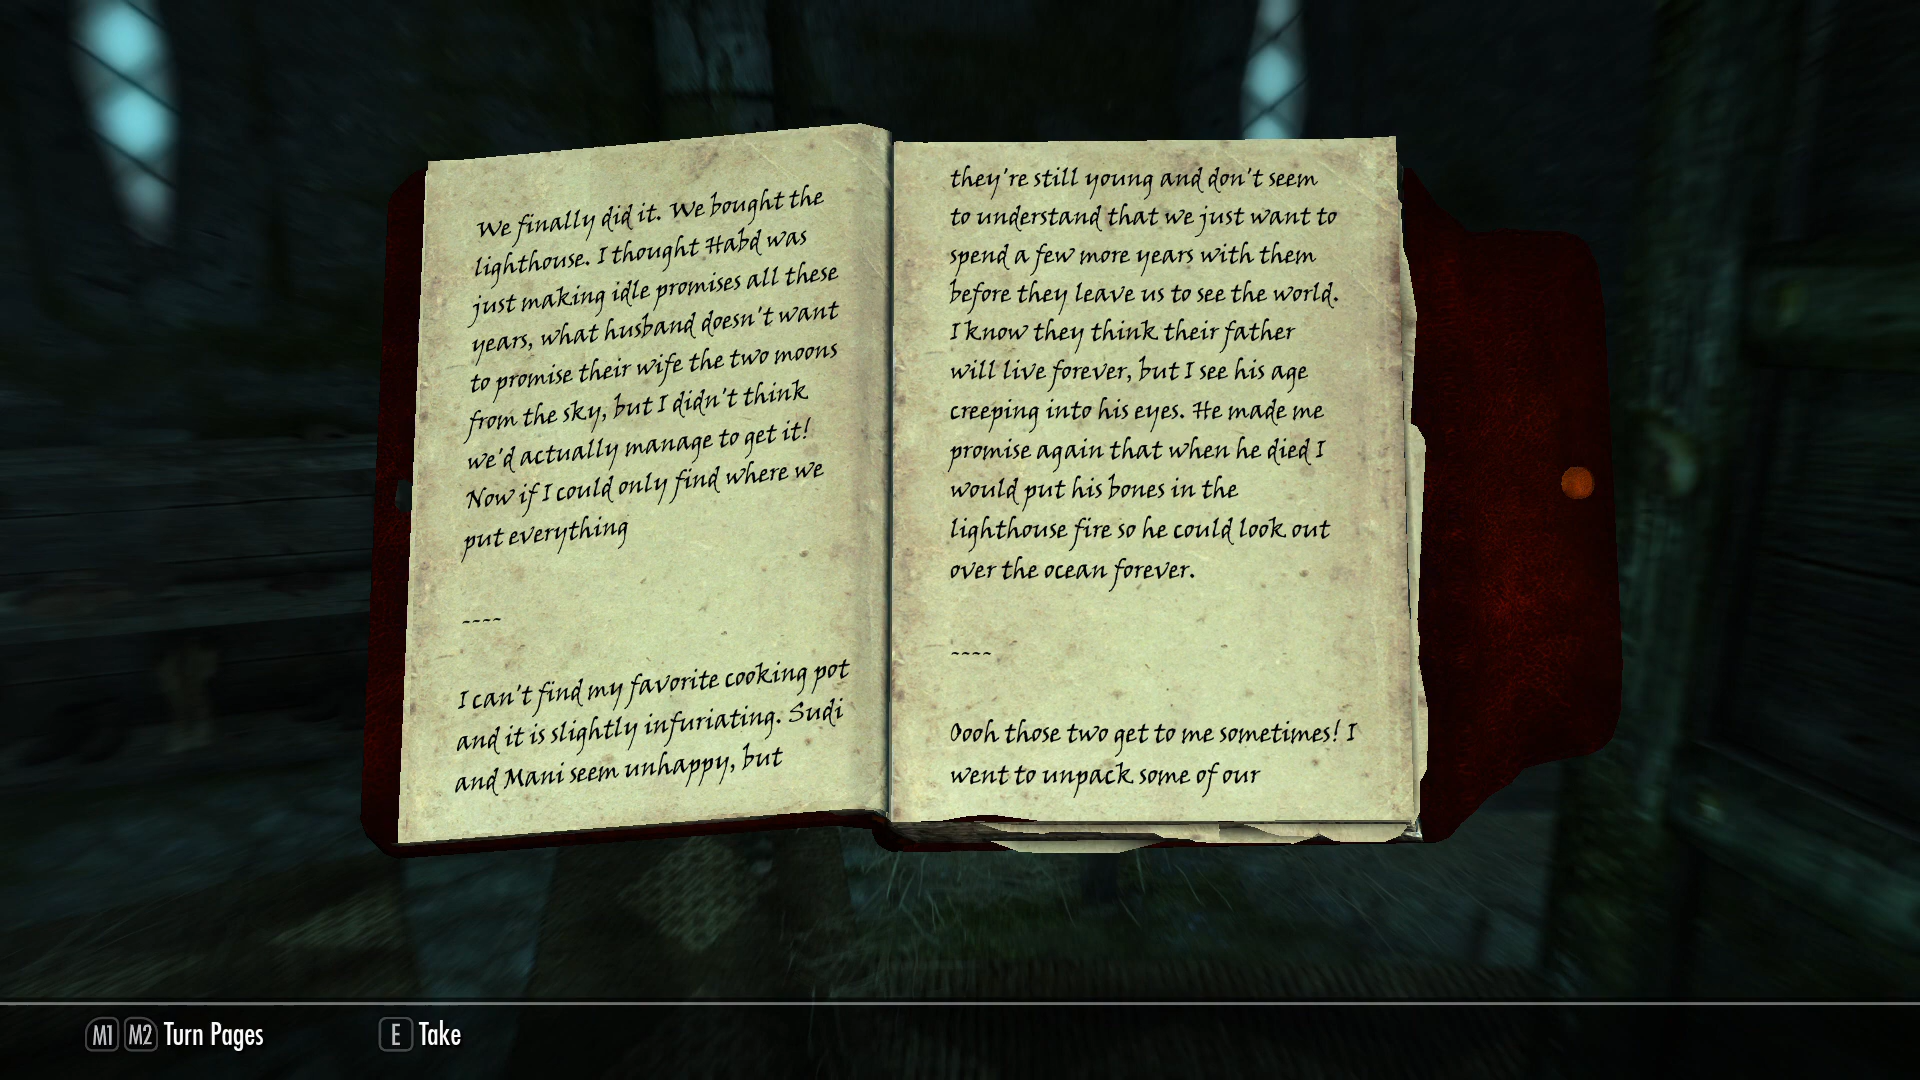 We finally did it. We bought the
lighthouse. I thought Habd was
just making idle promises all these
years, what husband doesn't want
to promise their wife the two moons
from the sky, but I didn't think
we'd actually manage to get it!
Now if I could only find where we
put everything
----
I can't find my favorite cooking pot
and it is slightly infuriating. Sudi
and Mani seem unhappy, but
they're still young and don't seem
to understand that we just want to
spend a few more years with them
before they leave us to see the world.
I know they think their father
will live forever, but I see his age
creeping into his eyes. He made me
promise again that when he died I
would put his bones in the
lighthouse fire so he could look out
over the ocean forever.
----
Oooh those two get to me sometimes! I
went to unpack some of our
M1 M2 Turn Pages
E Take